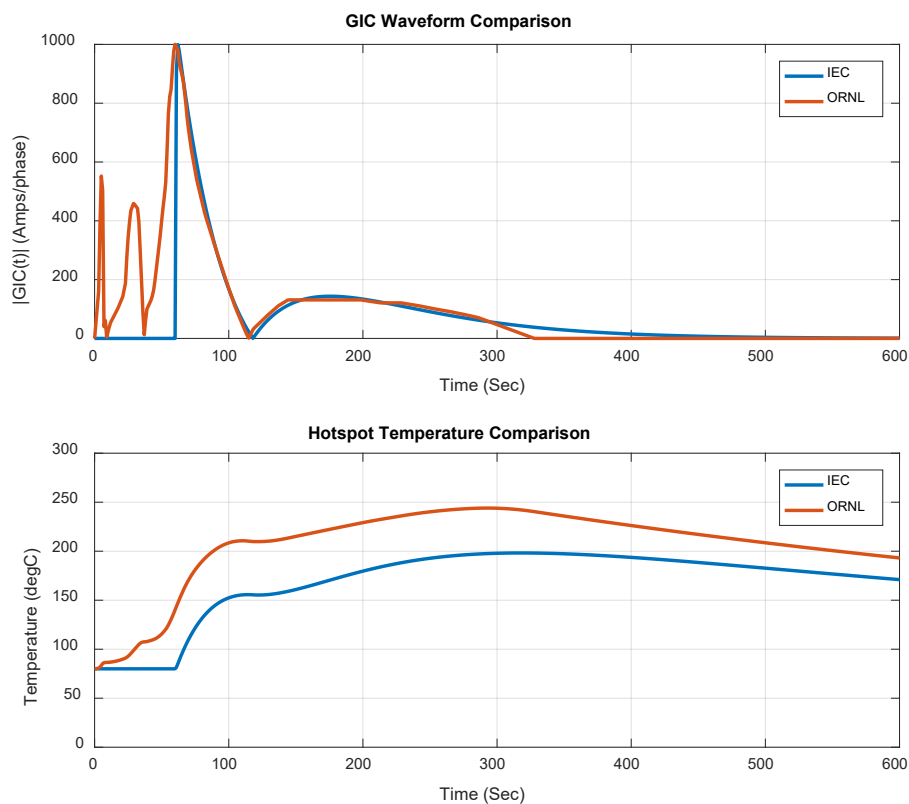 GIC Waveform Comparison
1000
800
600
400
200
0
|GIC(t)| (Amps/phase)
IEC
ORNL
0 100 200 300 400 500 600
Time (Sec)
Hotspot Temperature Comparison
300
250
200
150
100
50
0
Temperature (degC)
IEC
ORNL
0 100 200 300 400 500 600
Time (Sec)